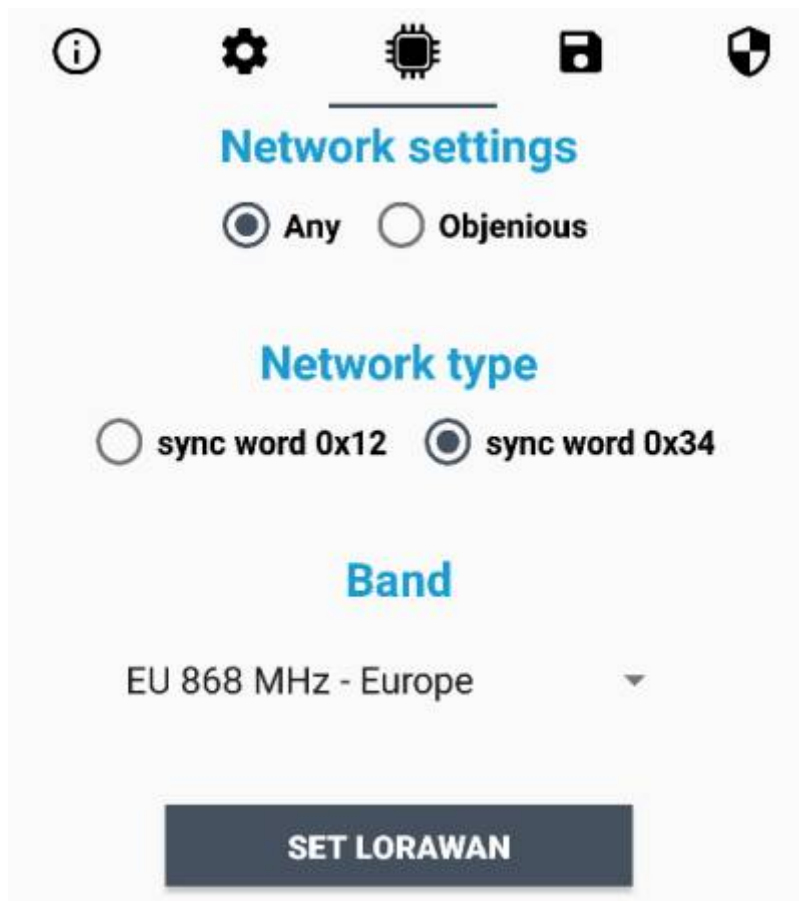 Network settings
Any Objenious
Network type
sync word 0x12 sync word 0x34
Band
EU 868 MHz - Europe
SET LORAWAN